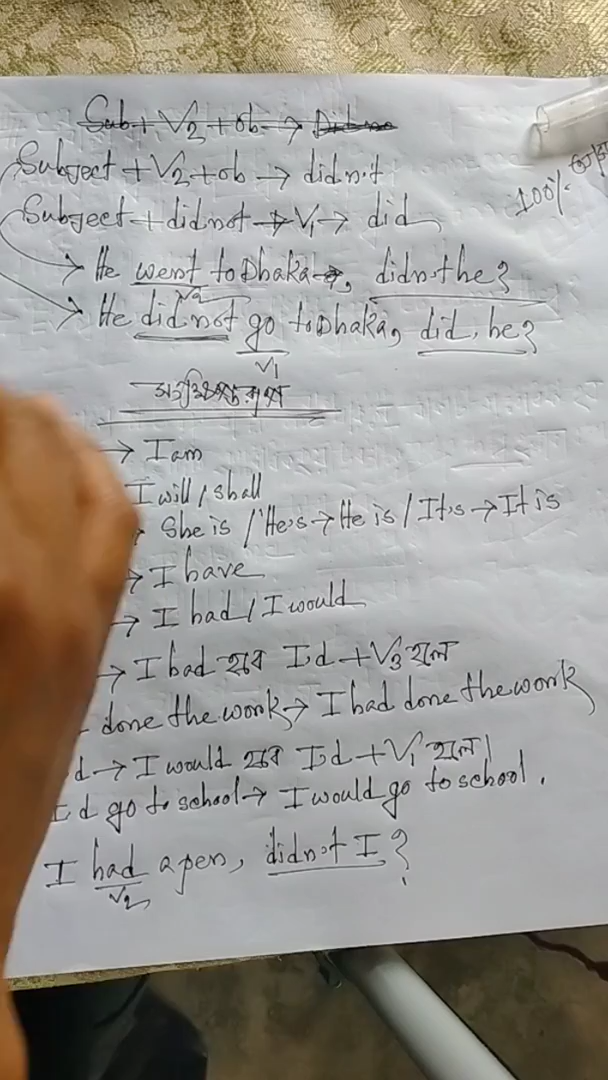 Sub + V2 + ob →
Subject + V2 + ob → didn't
100%
Subject + did not + V1 → did
→ He went to Dhaka, didn't he?
V2
→ He did not go to Dhaka, did he?
V1
→ I am
I will / shall
She is / He's → He is / It's → It is
→ I have
→ I had / I would
→ I had হবে I'd + V3 হলে
done the work → I had done the work
d → I would হবে I'd + V1 হলে।
I'd go to school → I would go to school.
I had a pen, didn't I?
V2